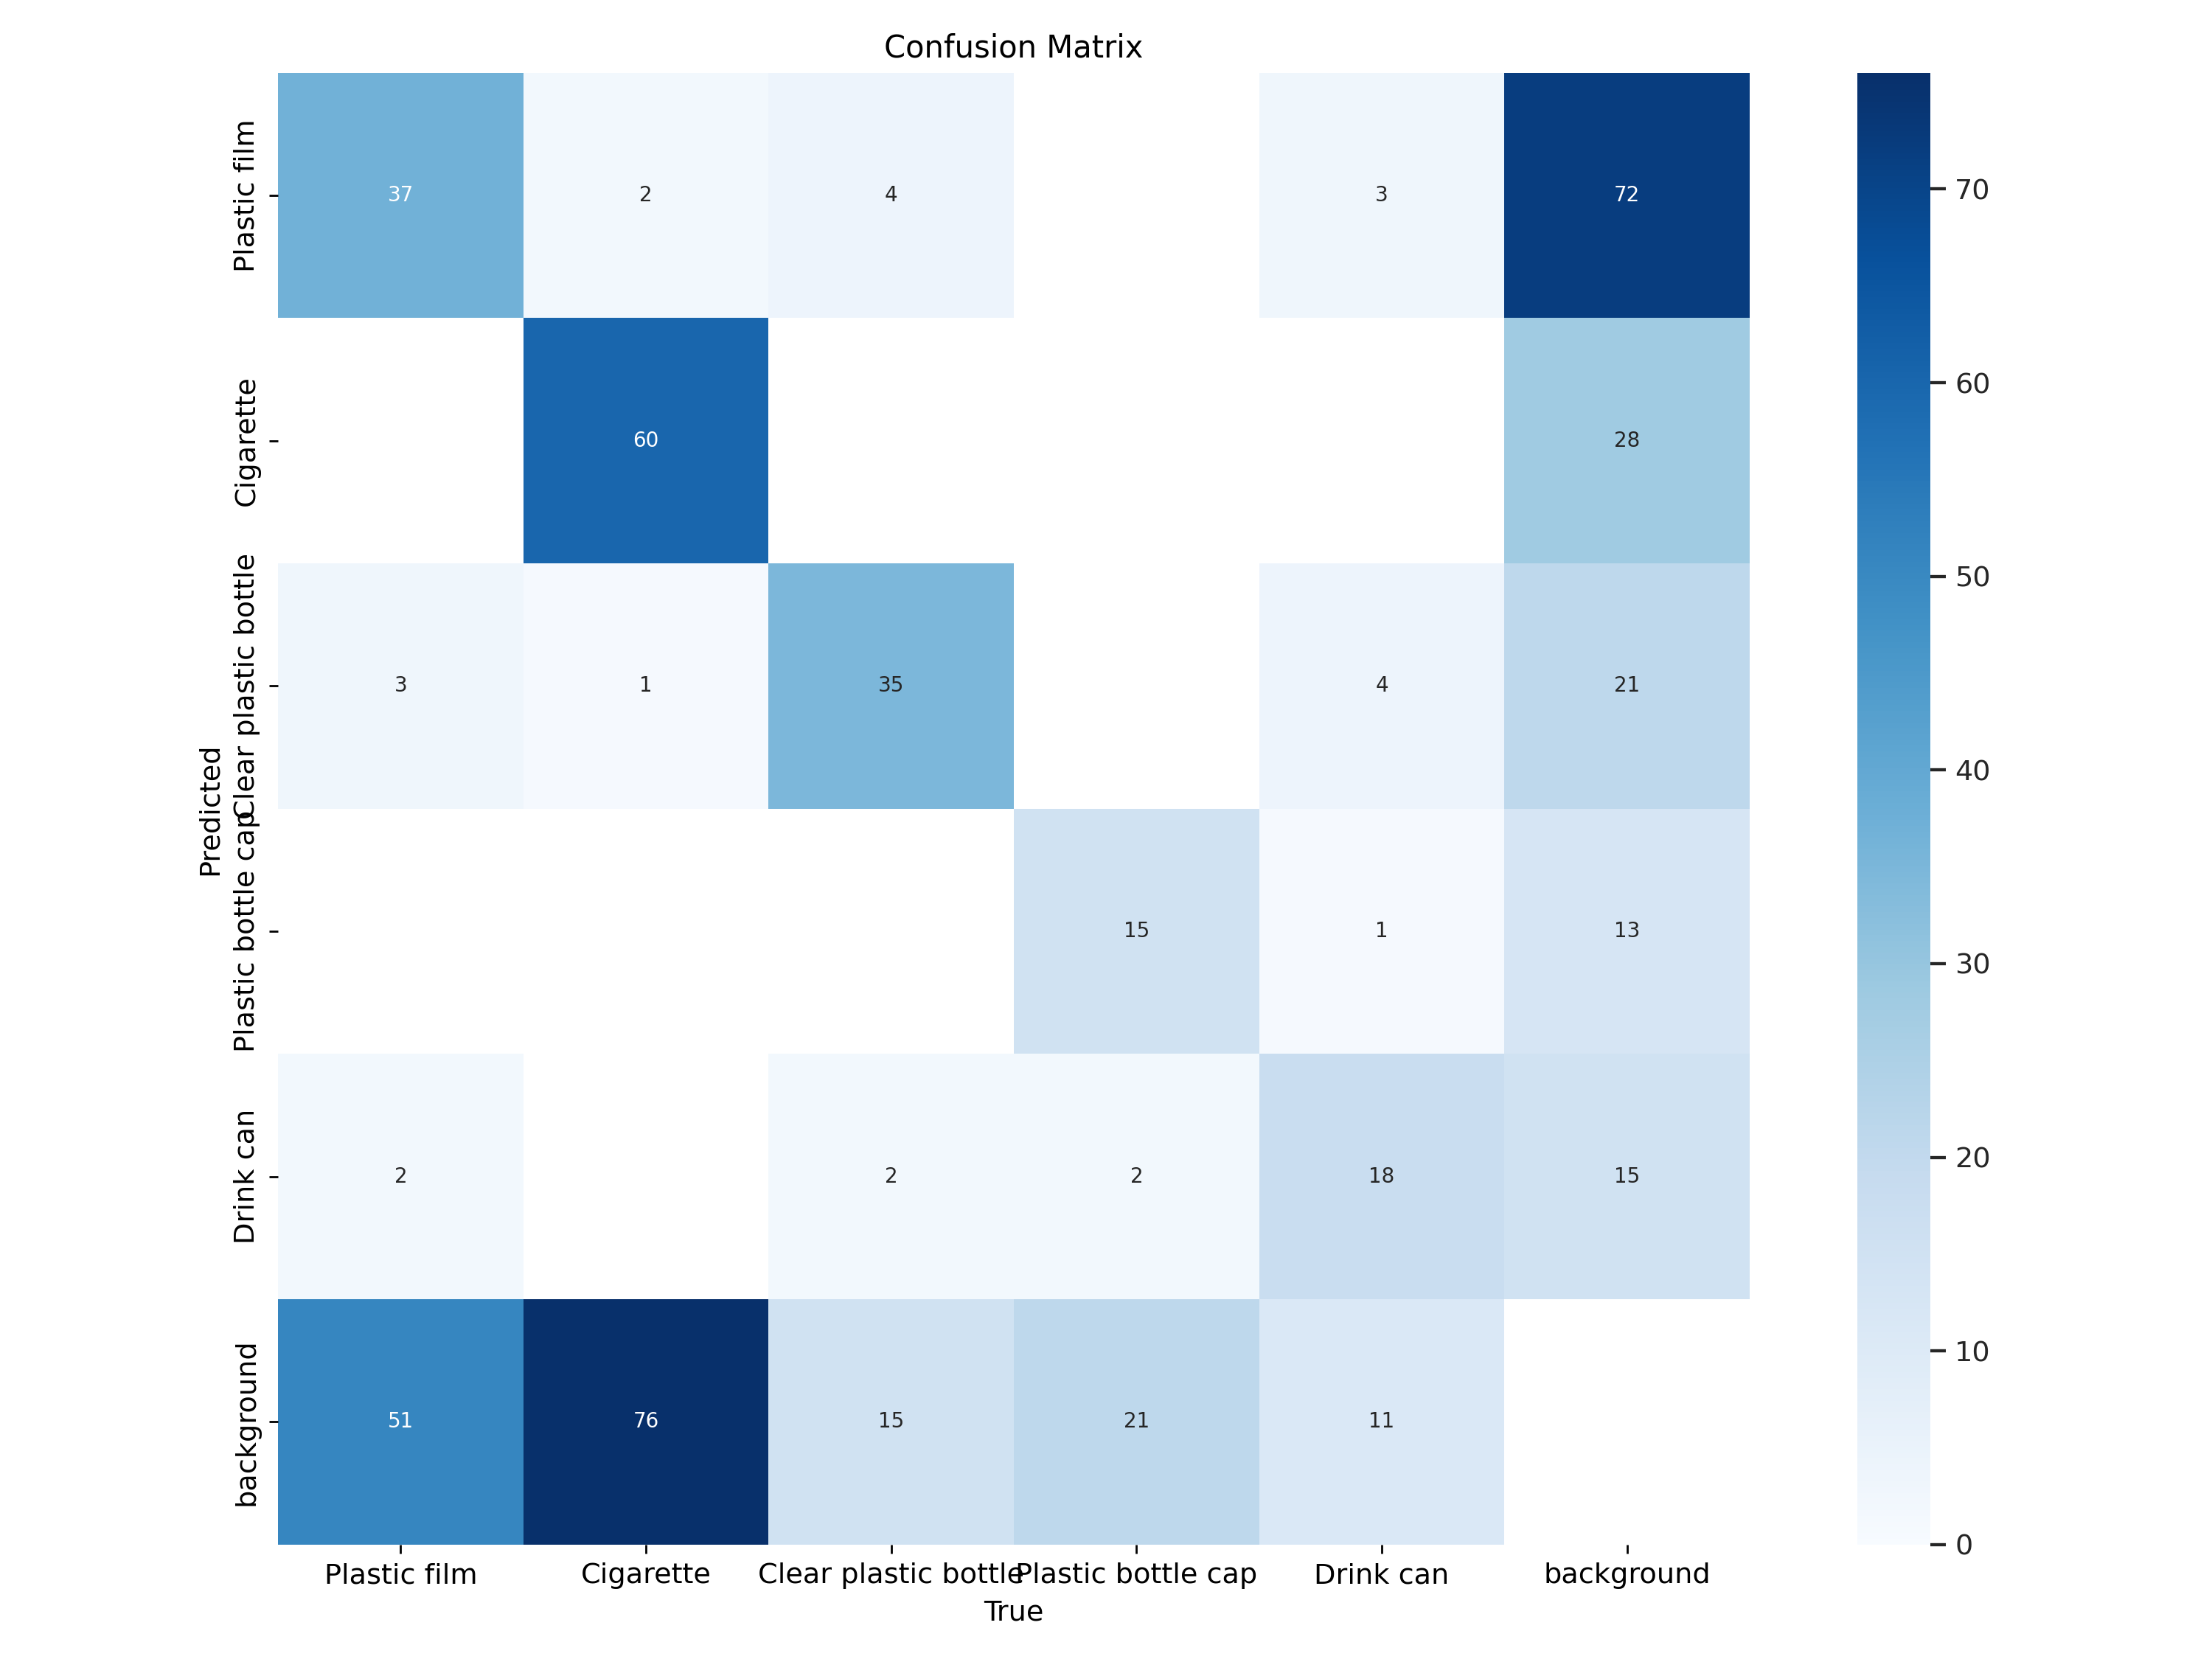 Confusion Matrix
Plastic film
37 2 4 3 72
Cigarette
60 28
Clear plastic bottle
3 1 35 4 21
Predicted
Plastic bottle cap
15 1 13
Drink can
2 2 2 18 15
background
51 76 15 21 11
Plastic film Cigarette Clear plastic bottle Plastic bottle cap Drink can background
True
70
60
50
40
30
20
10
0